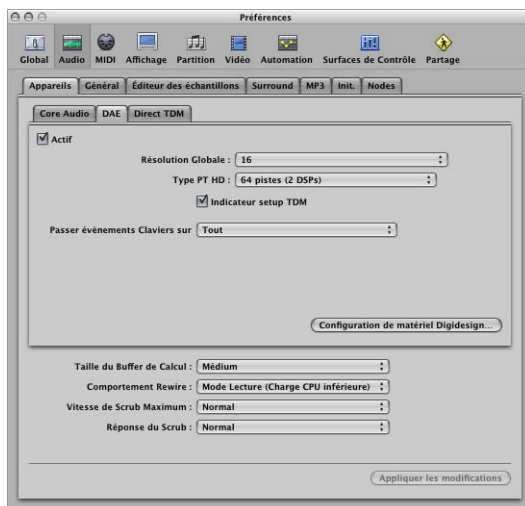 Préférences
Global Audio MIDI Affichage Partition Vidéo Automation Surfaces de Contrôle Partage
Appareils Général Éditeur des échantillons Surround MP3 Init. Nodes
Core Audio DAE Direct TDM
Actif
Résolution Globale : 16
Type PT HD : 64 pistes (2 DSPs)
Indicateur setup TDM
Passer évènements Claviers sur Tout
Configuration de matériel Digidesign...
Taille du Buffer de Calcul : Médium
Comportement Rewire : Mode Lecture (Charge CPU inférieure)
Vitesse de Scrub Maximum : Normal
Réponse du Scrub : Normal
Appliquer les modifications